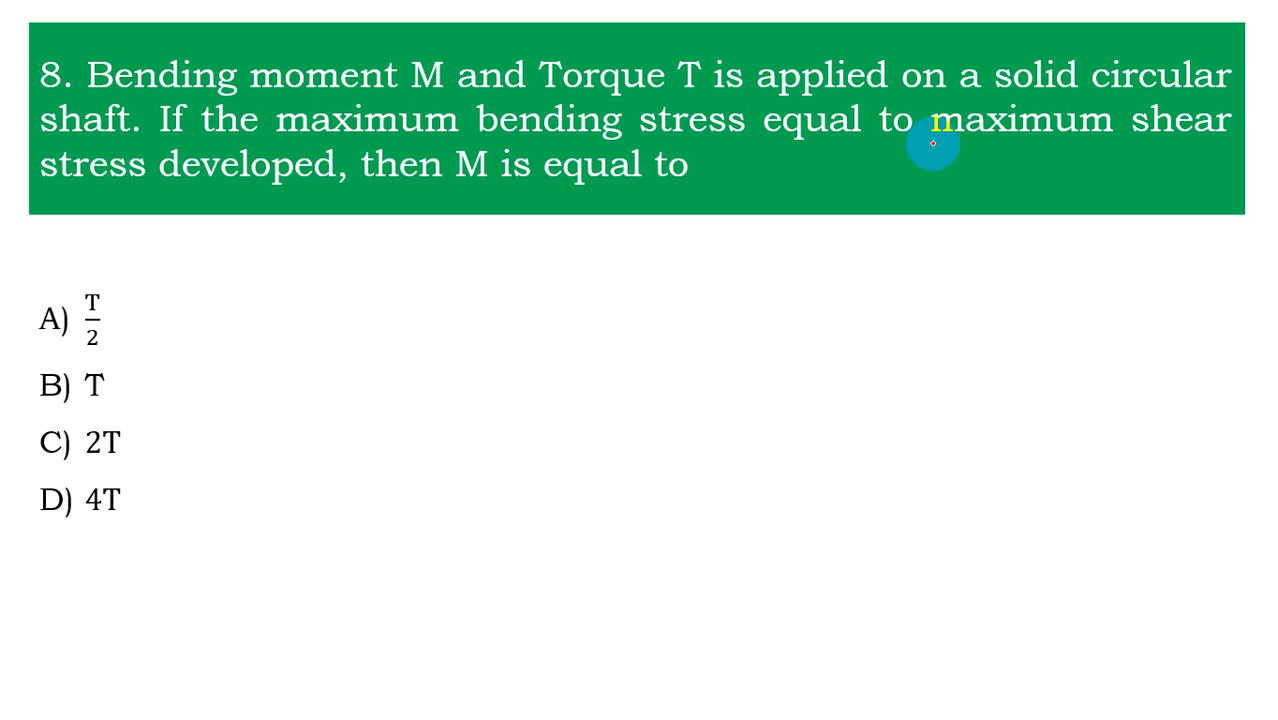 8. Bending moment M and Torque T is applied on a solid circular
shaft. If the maximum bending stress equal to maximum shear
stress developed, then M is equal to
A) T/2
B) T
C) 2T
D) 4T